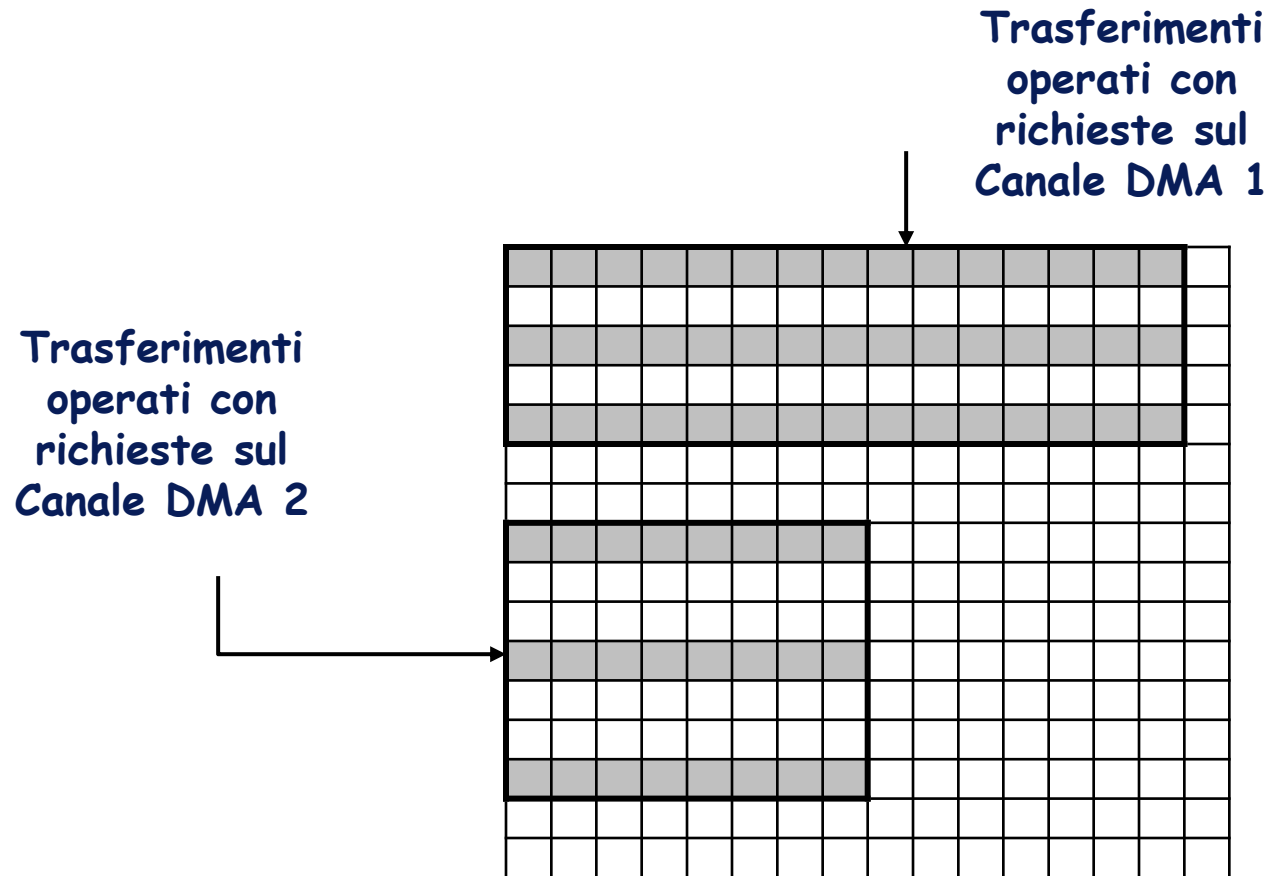 Trasferimenti
operati con
richieste sul
Canale DMA 1
Trasferimenti
operati con
richieste sul
Canale DMA 2